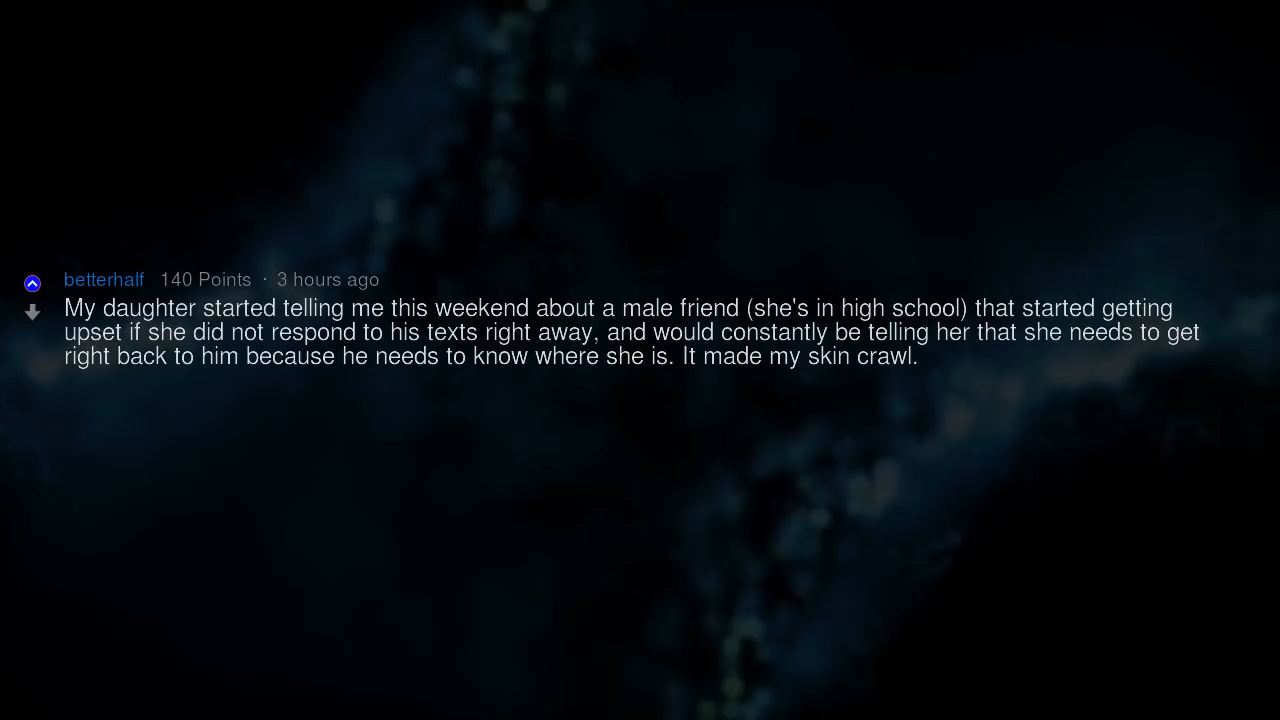 betterhalf 140 Points · 3 hours ago
My daughter started telling me this weekend about a male friend (she's in high school) that started getting
upset if she did not respond to his texts right away, and would constantly be telling her that she needs to get
right back to him because he needs to know where she is. It made my skin crawl.